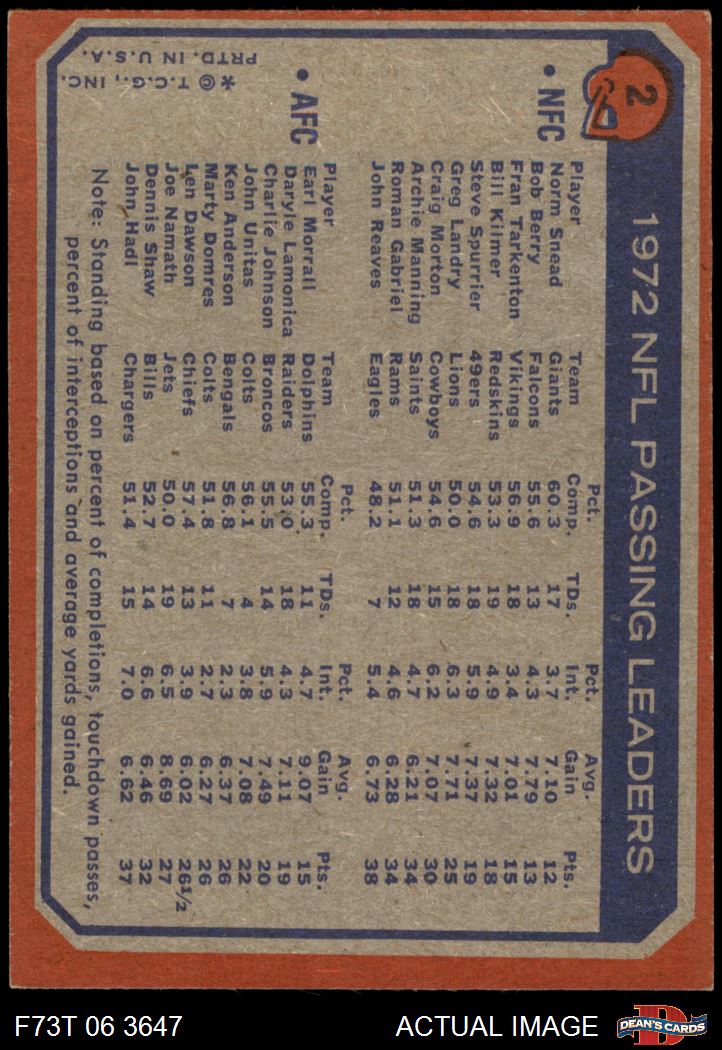 2
1972 NFL PASSING LEADERS
• NFC
Pct. Pct. Avg.
Player Team Comp. TDs. Int. Gain Pts.
Norm Snead Giants 60.3 17 3.7 7.10 12
Bob Berry Falcons 55.6 13 4.3 7.79 13
Fran Tarkenton Vikings 56.9 18 3.4 7.01 15
Bill Kilmer Redskins 53.3 19 4.9 7.32 18
Steve Spurrier 49ers 54.6 18 5.9 7.37 19
Greg Landry Lions 50.0 18 6.3 7.71 25
Craig Morton Cowboys 54.6 15 6.2 7.07 30
Archie Manning Saints 51.3 18 4.7 6.21 34
Roman Gabriel Rams 51.1 12 4.6 6.28 34
John Reaves Eagles 48.2 7 5.4 6.73 38
• AFC
Pct. Pct. Avg.
Player Team Comp. TDs. Int. Gain Pts.
Earl Morrall Dolphins 55.3 11 4.7 9.07 15
Daryle Lamonica Raiders 53.0 18 4.3 7.11 19
Charlie Johnson Broncos 55.5 14 5.9 7.49 20
John Unitas Colts 56.1 4 3.8 7.08 22
Ken Anderson Bengals 56.8 7 2.3 6.37 26
Marty Domres Colts 51.8 11 2.7 6.27 26
Len Dawson Chiefs 57.4 13 3.9 6.02 26½
Joe Namath Jets 50.0 19 6.5 8.69 27
Dennis Shaw Bills 52.7 14 6.6 6.46 32
John Hadl Chargers 51.4 15 7.0 6.62 37
Note: Standing based on percent of completions, touchdown passes,
percent of interceptions and average yards gained.
* © T.C.G., INC.
PRTD. IN U.S.A.
F73T 06 3647 ACTUAL IMAGE
D
DEAN'S CARDS